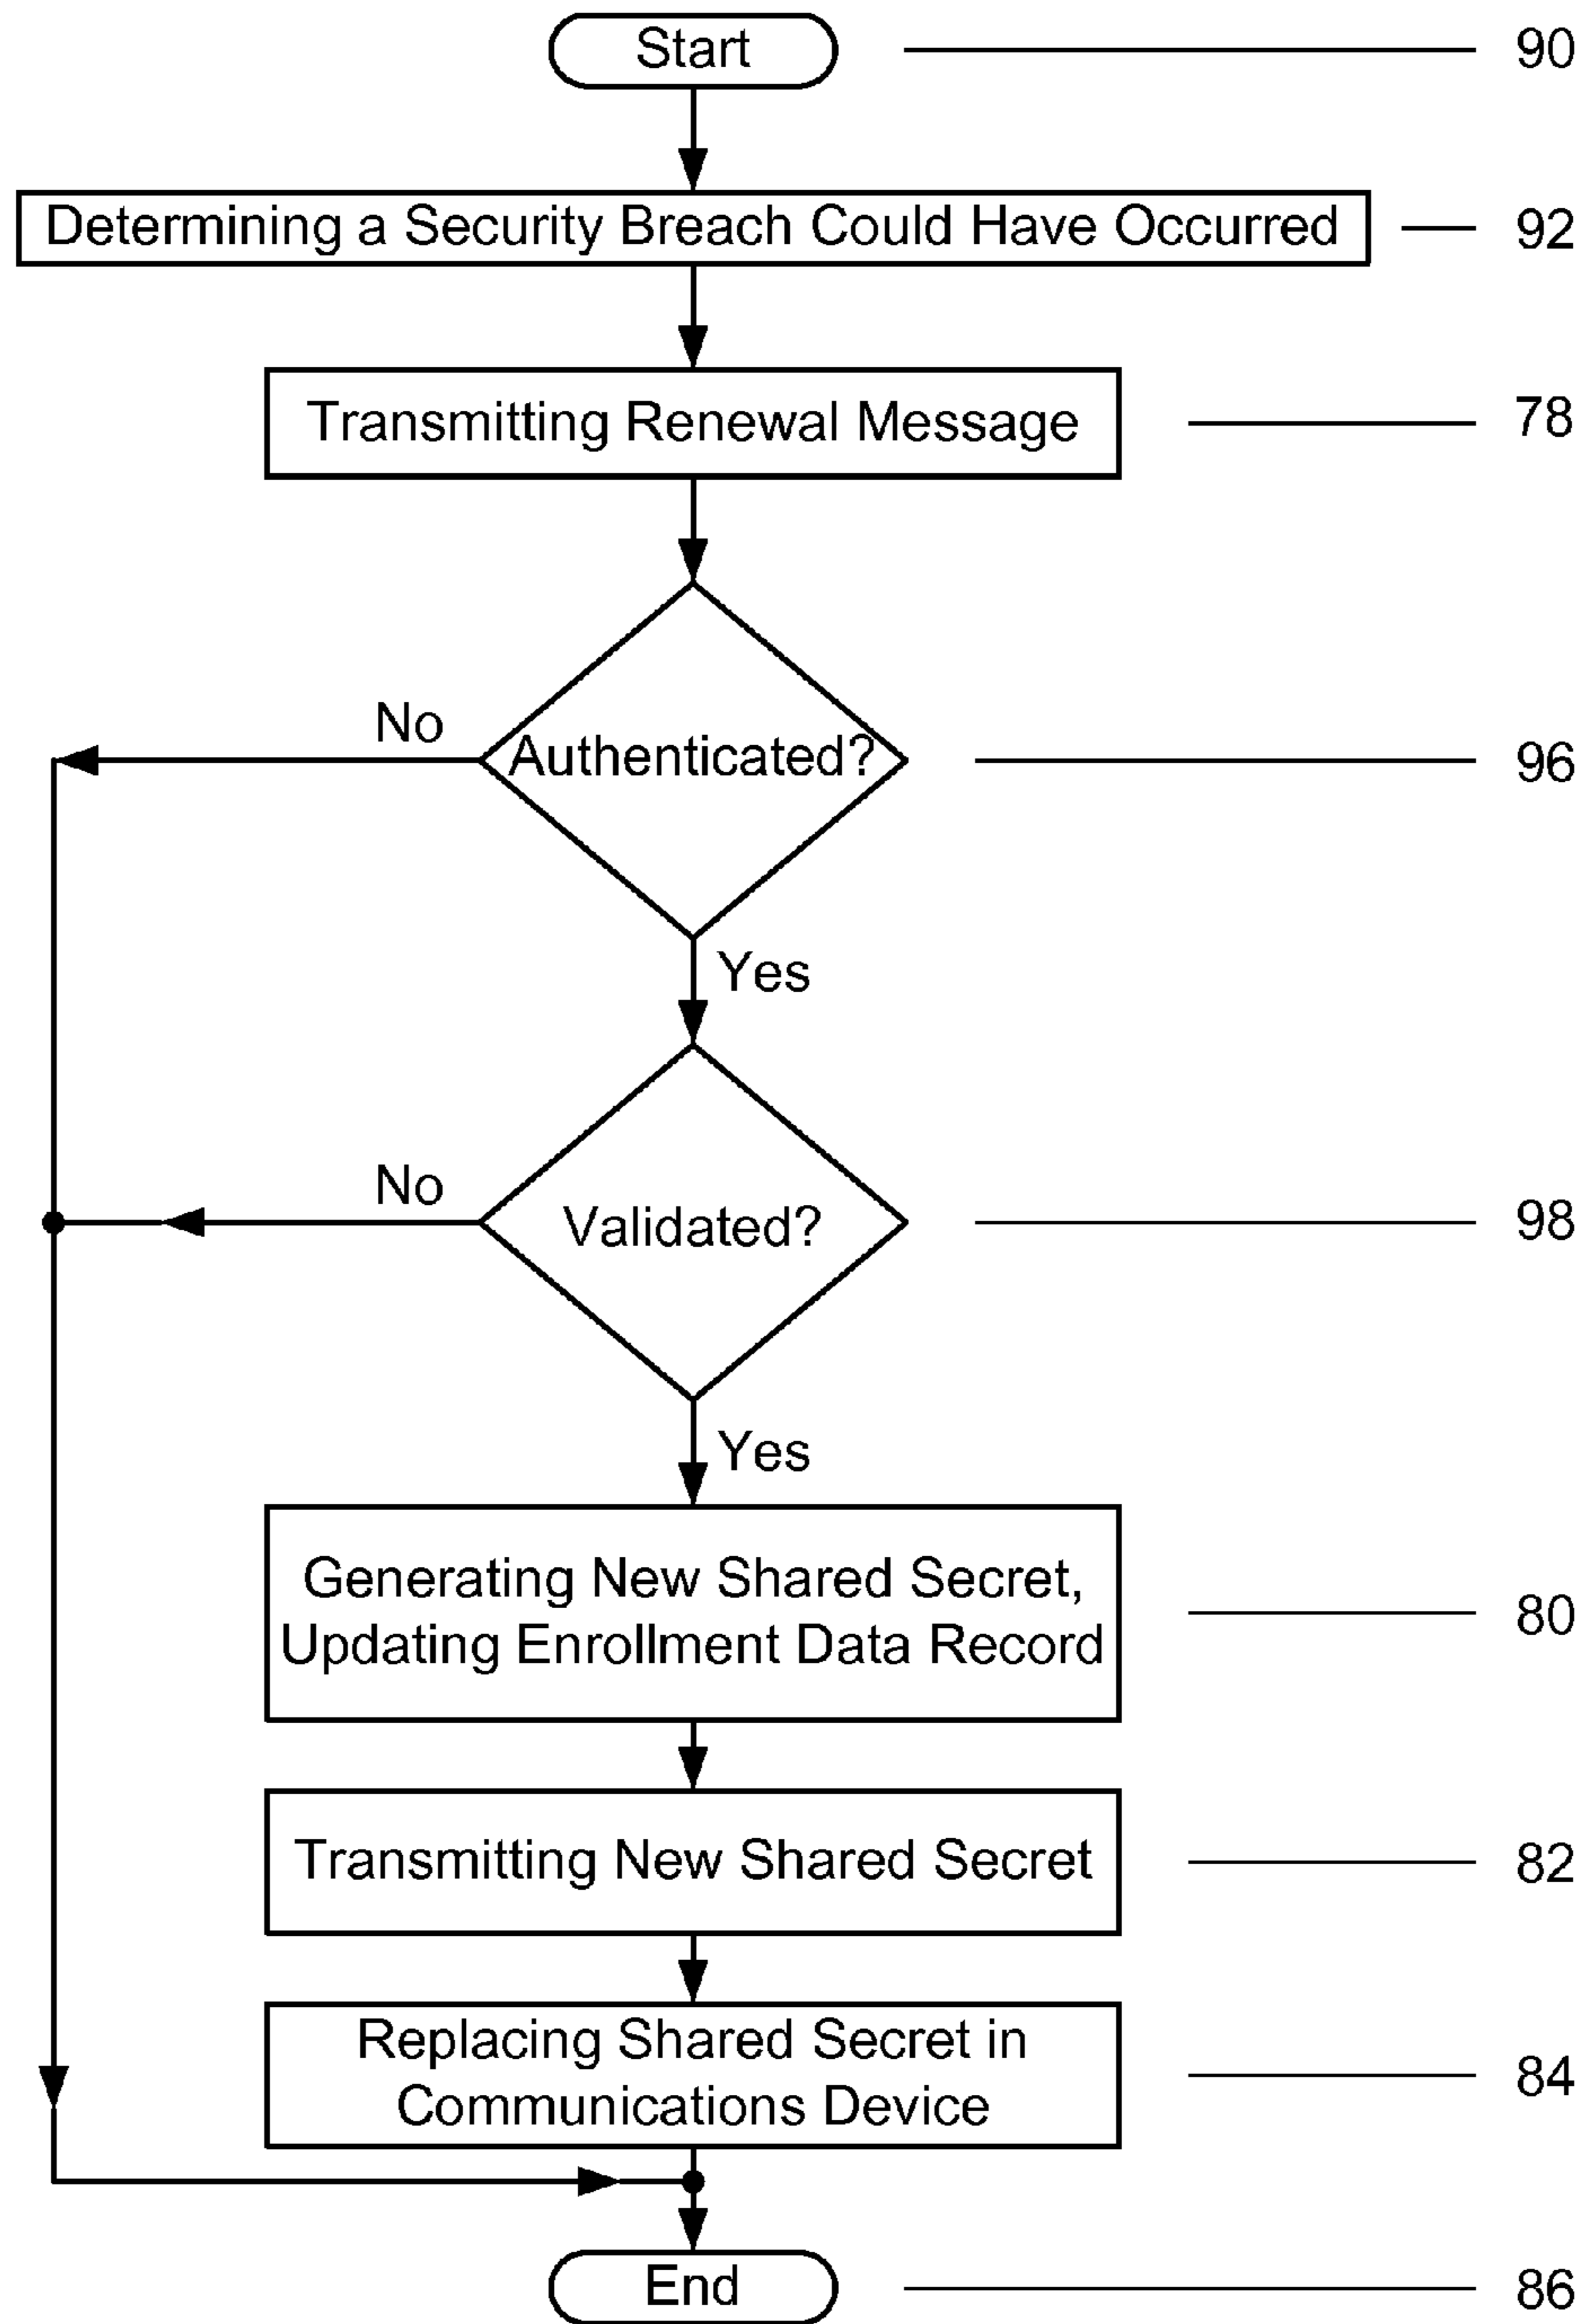 Start
90
Determining a Security Breach Could Have Occurred
92
Transmitting Renewal Message
78
No
Authenticated?
96
Yes
No
Validated?
98
Yes
Generating New Shared Secret,
Updating Enrollment Data Record
80
Transmitting New Shared Secret
82
Replacing Shared Secret in
Communications Device
84
End
86